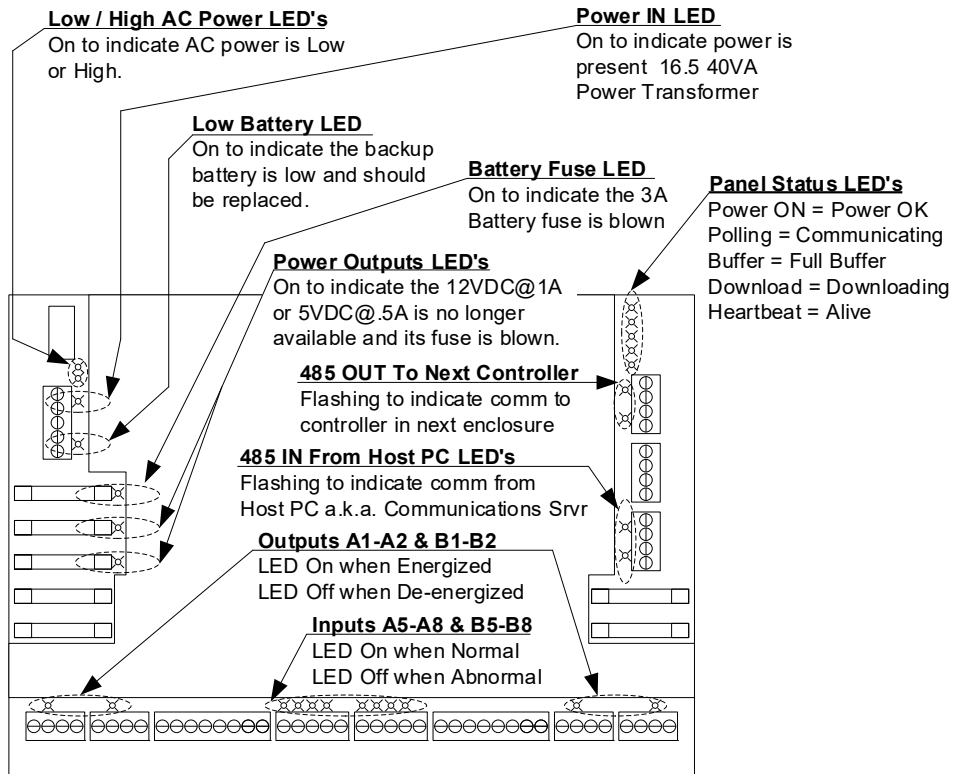 Low / High AC Power LED's
On to indicate AC power is Low
or High.
Power IN LED
On to indicate power is
present 16.5 40VA
Power Transformer
Low Battery LED
On to indicate the backup
battery is low and should
be replaced.
Battery Fuse LED
On to indicate the 3A
Battery fuse is blown
Panel Status LED's
Power ON = Power OK
Polling = Communicating
Buffer = Full Buffer
Download = Downloading
Heartbeat = Alive
Power Outputs LED's
On to indicate the 12VDC@1A
or 5VDC@.5A is no longer
available and its fuse is blown.
485 OUT To Next Controller
Flashing to indicate comm to
controller in next enclosure
485 IN From Host PC LED's
Flashing to indicate comm from
Host PC a.k.a. Communications Srvr
Outputs A1-A2 & B1-B2
LED On when Energized
LED Off when De-energized
Inputs A5-A8 & B5-B8
LED On when Normal
LED Off when Abnormal